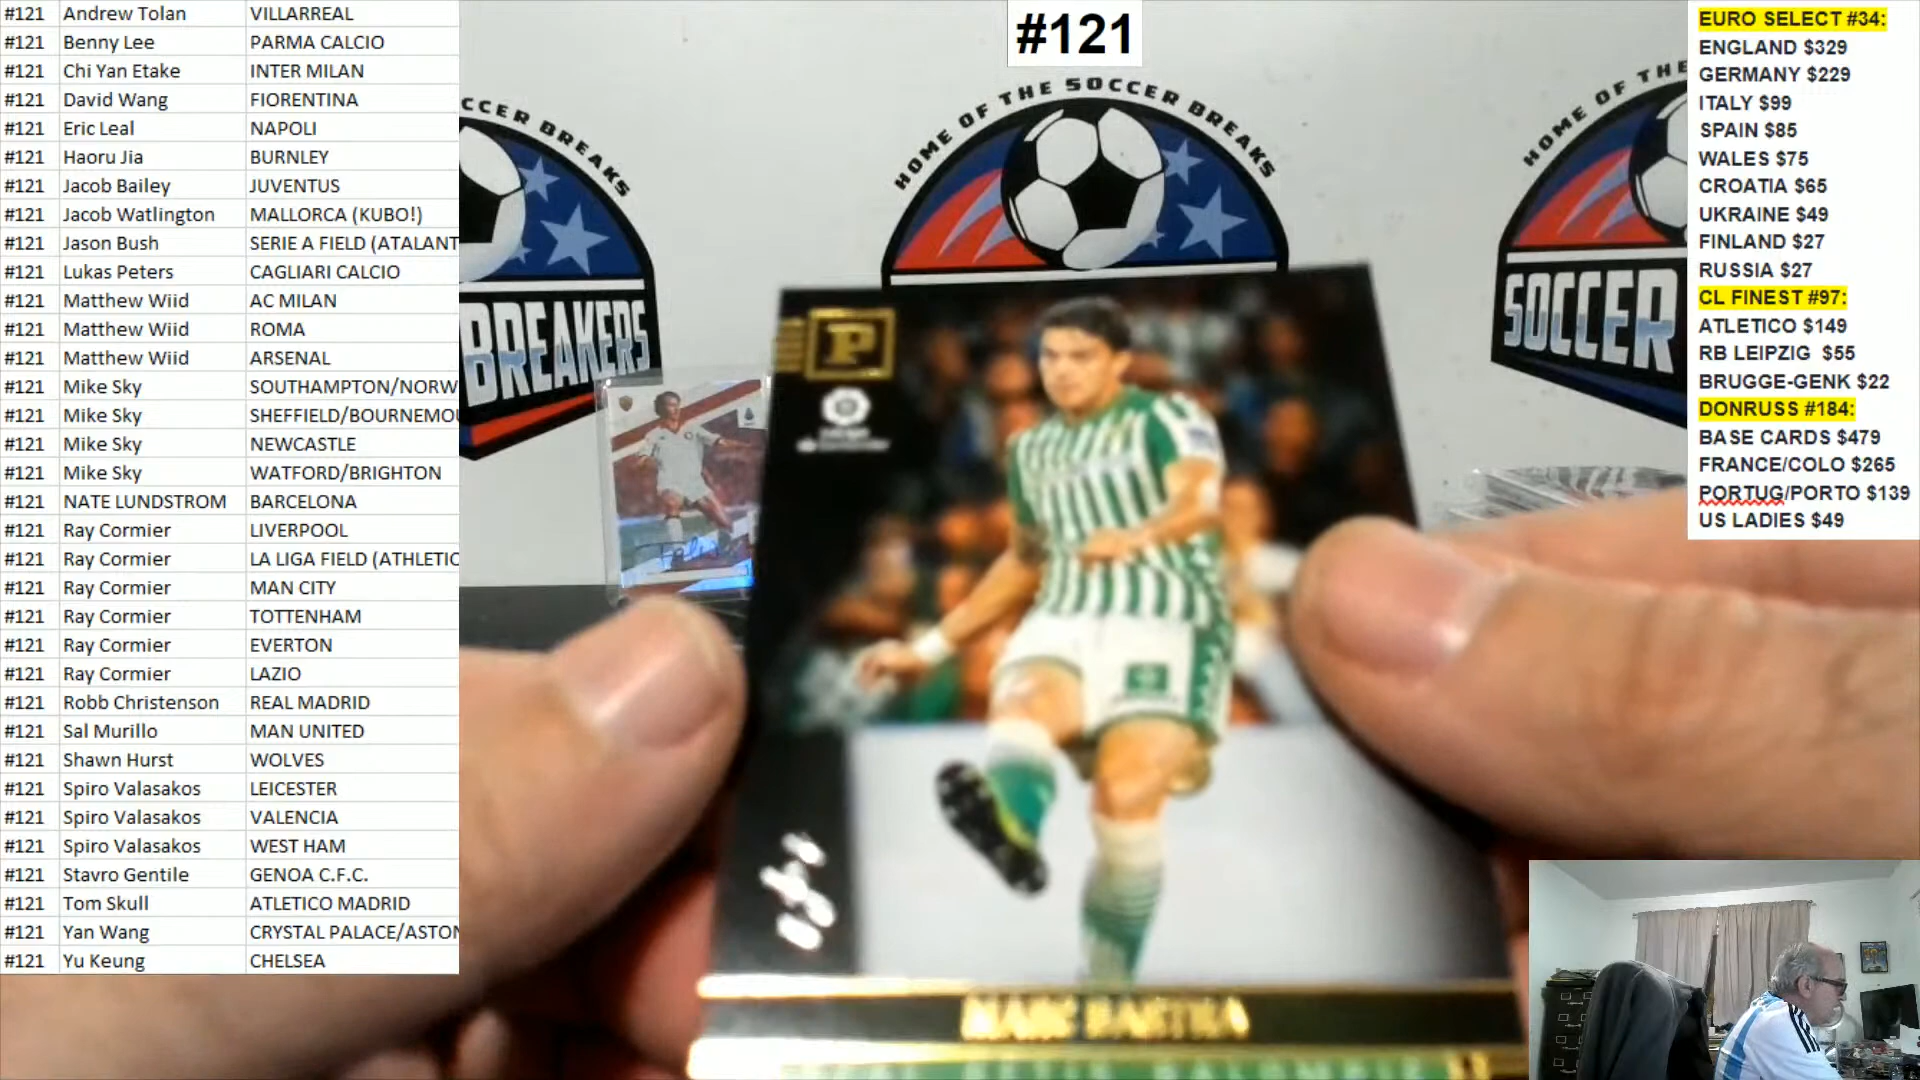 #121 Andrew Tolan VILLARREAL
#121 Benny Lee PARMA CALCIO
#121 Chi Yan Etake INTER MILAN
#121 David Wang FIORENTINA
#121 Eric Leal NAPOLI
#121 Haoru Jia BURNLEY
#121 Jacob Bailey JUVENTUS
#121 Jacob Watlington MALLORCA (KUBO!)
#121 Jason Bush SERIE A FIELD (ATALANT
#121 Lukas Peters CAGLIARI CALCIO
#121 Matthew Wiid AC MILAN
#121 Matthew Wiid ROMA
#121 Matthew Wiid ARSENAL
#121 Mike Sky SOUTHAMPTON/NORW
#121 Mike Sky SHEFFIELD/BOURNEMOU
#121 Mike Sky NEWCASTLE
#121 Mike Sky WATFORD/BRIGHTON
#121 NATE LUNDSTROM BARCELONA
#121 Ray Cormier LIVERPOOL
#121 Ray Cormier LA LIGA FIELD (ATHLETIC
#121 Ray Cormier MAN CITY
#121 Ray Cormier TOTTENHAM
#121 Ray Cormier EVERTON
#121 Ray Cormier LAZIO
#121 Robb Christenson REAL MADRID
#121 Sal Murillo MAN UNITED
#121 Shawn Hurst WOLVES
#121 Spiro Valasakos LEICESTER
#121 Spiro Valasakos VALENCIA
#121 Spiro Valasakos WEST HAM
#121 Stavro Gentile GENOA C.F.C.
#121 Tom Skull ATLETICO MADRID
#121 Yan Wang CRYSTAL PALACE/ASTON
#121 Yu Keung CHELSEA
#121
CCER BREAKS
BREAKERS
HOME OF THE SOCCER BREAKS
HOME OF THE
SOCCER
P
MARC BARTRA
EURO SELECT #34:
ENGLAND $329
GERMANY $229
ITALY $99
SPAIN $85
WALES $75
CROATIA $65
UKRAINE $49
FINLAND $27
RUSSIA $27
CL FINEST #97:
ATLETICO $149
RB LEIPZIG $55
BRUGGE-GENK $22
DONRUSS #184:
BASE CARDS $479
FRANCE/COLO $265
PORTUG/PORTO $139
US LADIES $49